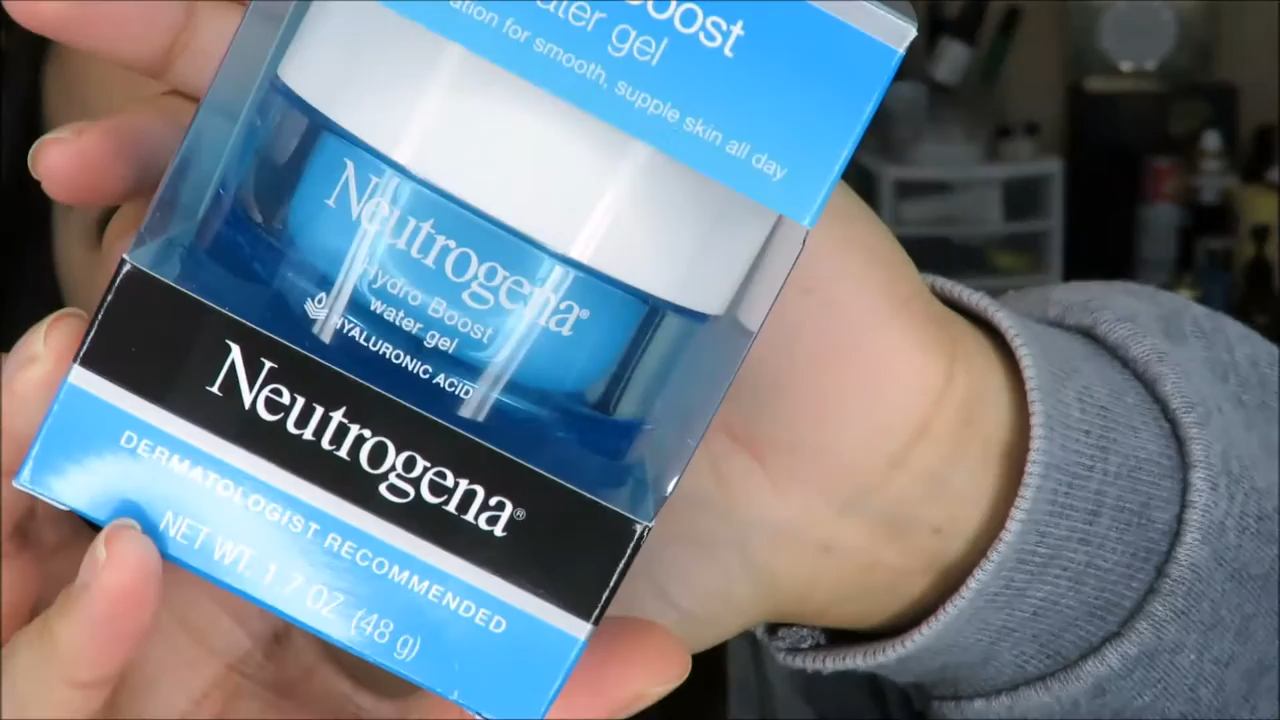 boost
water gel
for smooth, supple skin all day
Neutrogena®
Hydro Boost
water gel
HYALURONIC ACID
Neutrogena®
DERMATOLOGIST RECOMMENDED
NET WT. 1.7 OZ. (48 g)